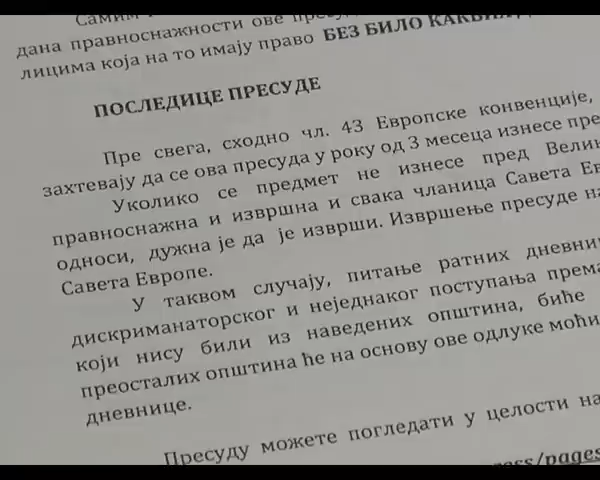 Самим
дана правноснажности ове
лицима која на то имају право БЕЗ БИЛО
ПОСЛЕДИЦЕ ПРЕСУДЕ
Пре свега, сходно чл. 43 Европске конвенције,
захтевају да се ова пресуда у року од 3 месеца изнесе
Уколико се предмет не изнесе пред
правноснажна и извршна и свака чланица Савета
односи, дужна је да је изврши. Извршење пресуде
Савета Европе.
У таквом случају, питање ратних
дискриманаторског и неједнаког поступања према
који нису били из наведених општина, биће
преосталих општина ће на основу ове одлуке
дневнице.
Пресуду можете погледати у целости
ress/pages